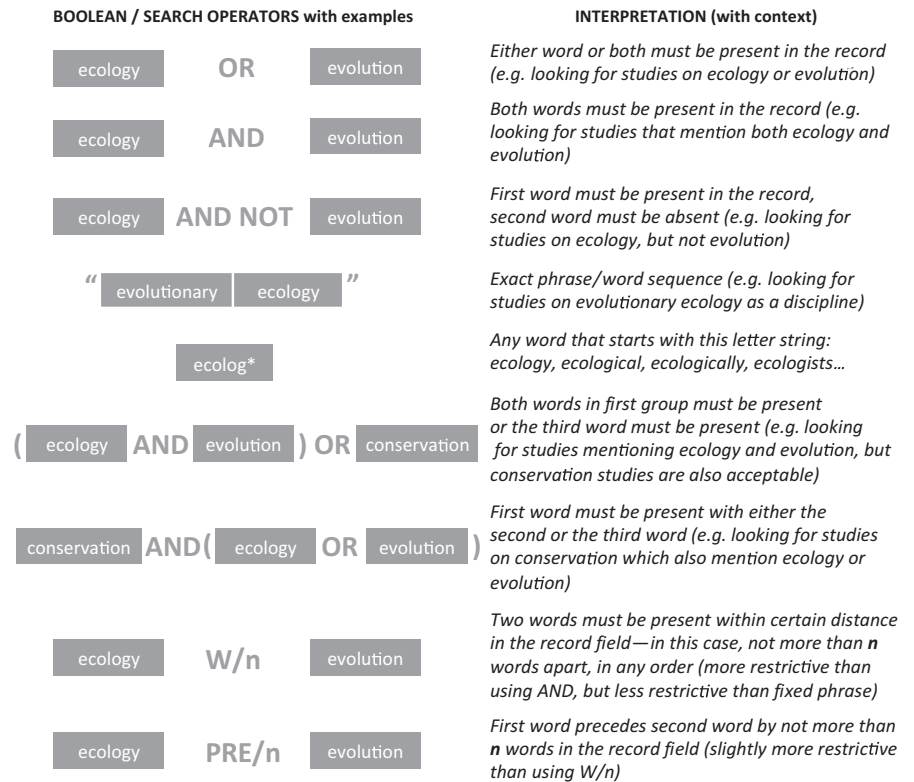 BOOLEAN / SEARCH OPERATORS with examples
INTERPRETATION (with context)
ecology OR evolution
Either word or both must be present in the record
(e.g. looking for studies on ecology or evolution)
ecology AND evolution
Both words must be present in the record (e.g.
looking for studies that mention both ecology and
evolution)
ecology AND NOT evolution
First word must be present in the record,
second word must be absent (e.g. looking for
studies on ecology, but not evolution)
“ evolutionary ecology ”
Exact phrase/word sequence (e.g. looking for
studies on evolutionary ecology as a discipline)
ecolog*
Any word that starts with this letter string:
ecology, ecological, ecologically, ecologists…
( ecology AND evolution ) OR conservation
Both words in first group must be present
or the third word must be present (e.g. looking
for studies mentioning ecology and evolution, but
conservation studies are also acceptable)
conservation AND ( ecology OR evolution )
First word must be present with either the
second or the third word (e.g. looking for studies
on conservation which also mention ecology or
evolution)
ecology W/n evolution
Two words must be present within certain distance
in the record field—in this case, not more than n
words apart, in any order (more restrictive than
using AND, but less restrictive than fixed phrase)
ecology PRE/n evolution
First word precedes second word by not more than
n words in the record field (slightly more restrictive
than using W/n)